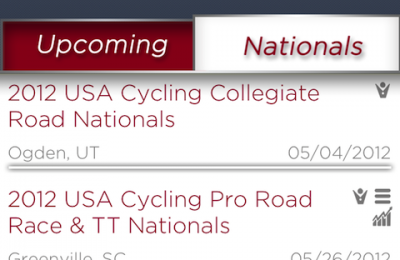 Upcoming
Nationals
2012 USA Cycling Collegiate
Road Nationals
Ogden, UT
05/04/2012
2012 USA Cycling Pro Road
Race & TT Nationals
Greenville, SC
05/26/2012